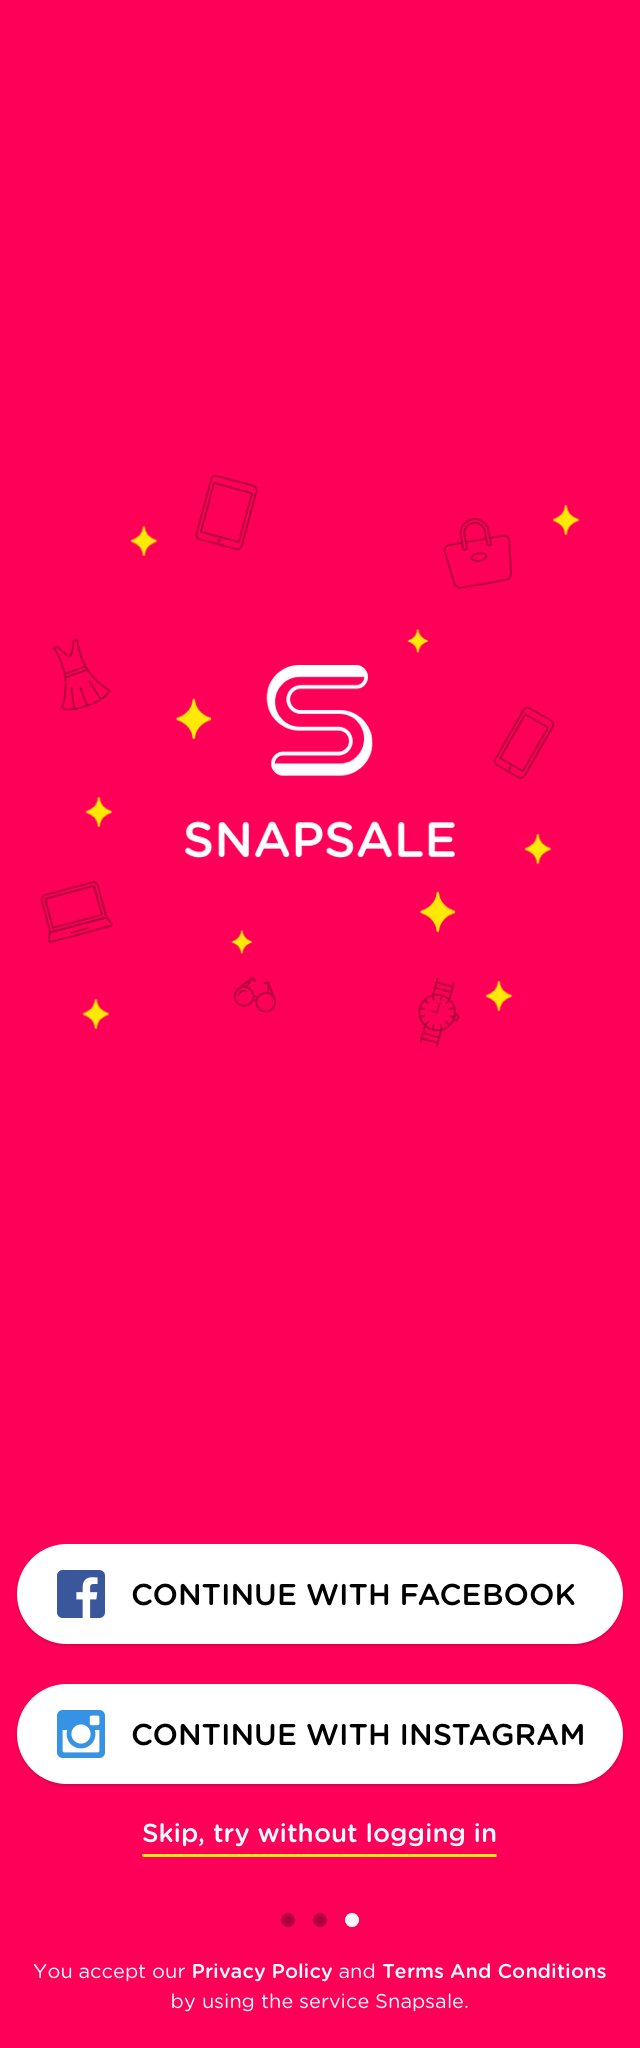 SNAPSALE
CONTINUE WITH FACEBOOK
CONTINUE WITH INSTAGRAM
Skip, try without logging in
You accept our Privacy Policy and Terms And Conditions
by using the service Snapsale.